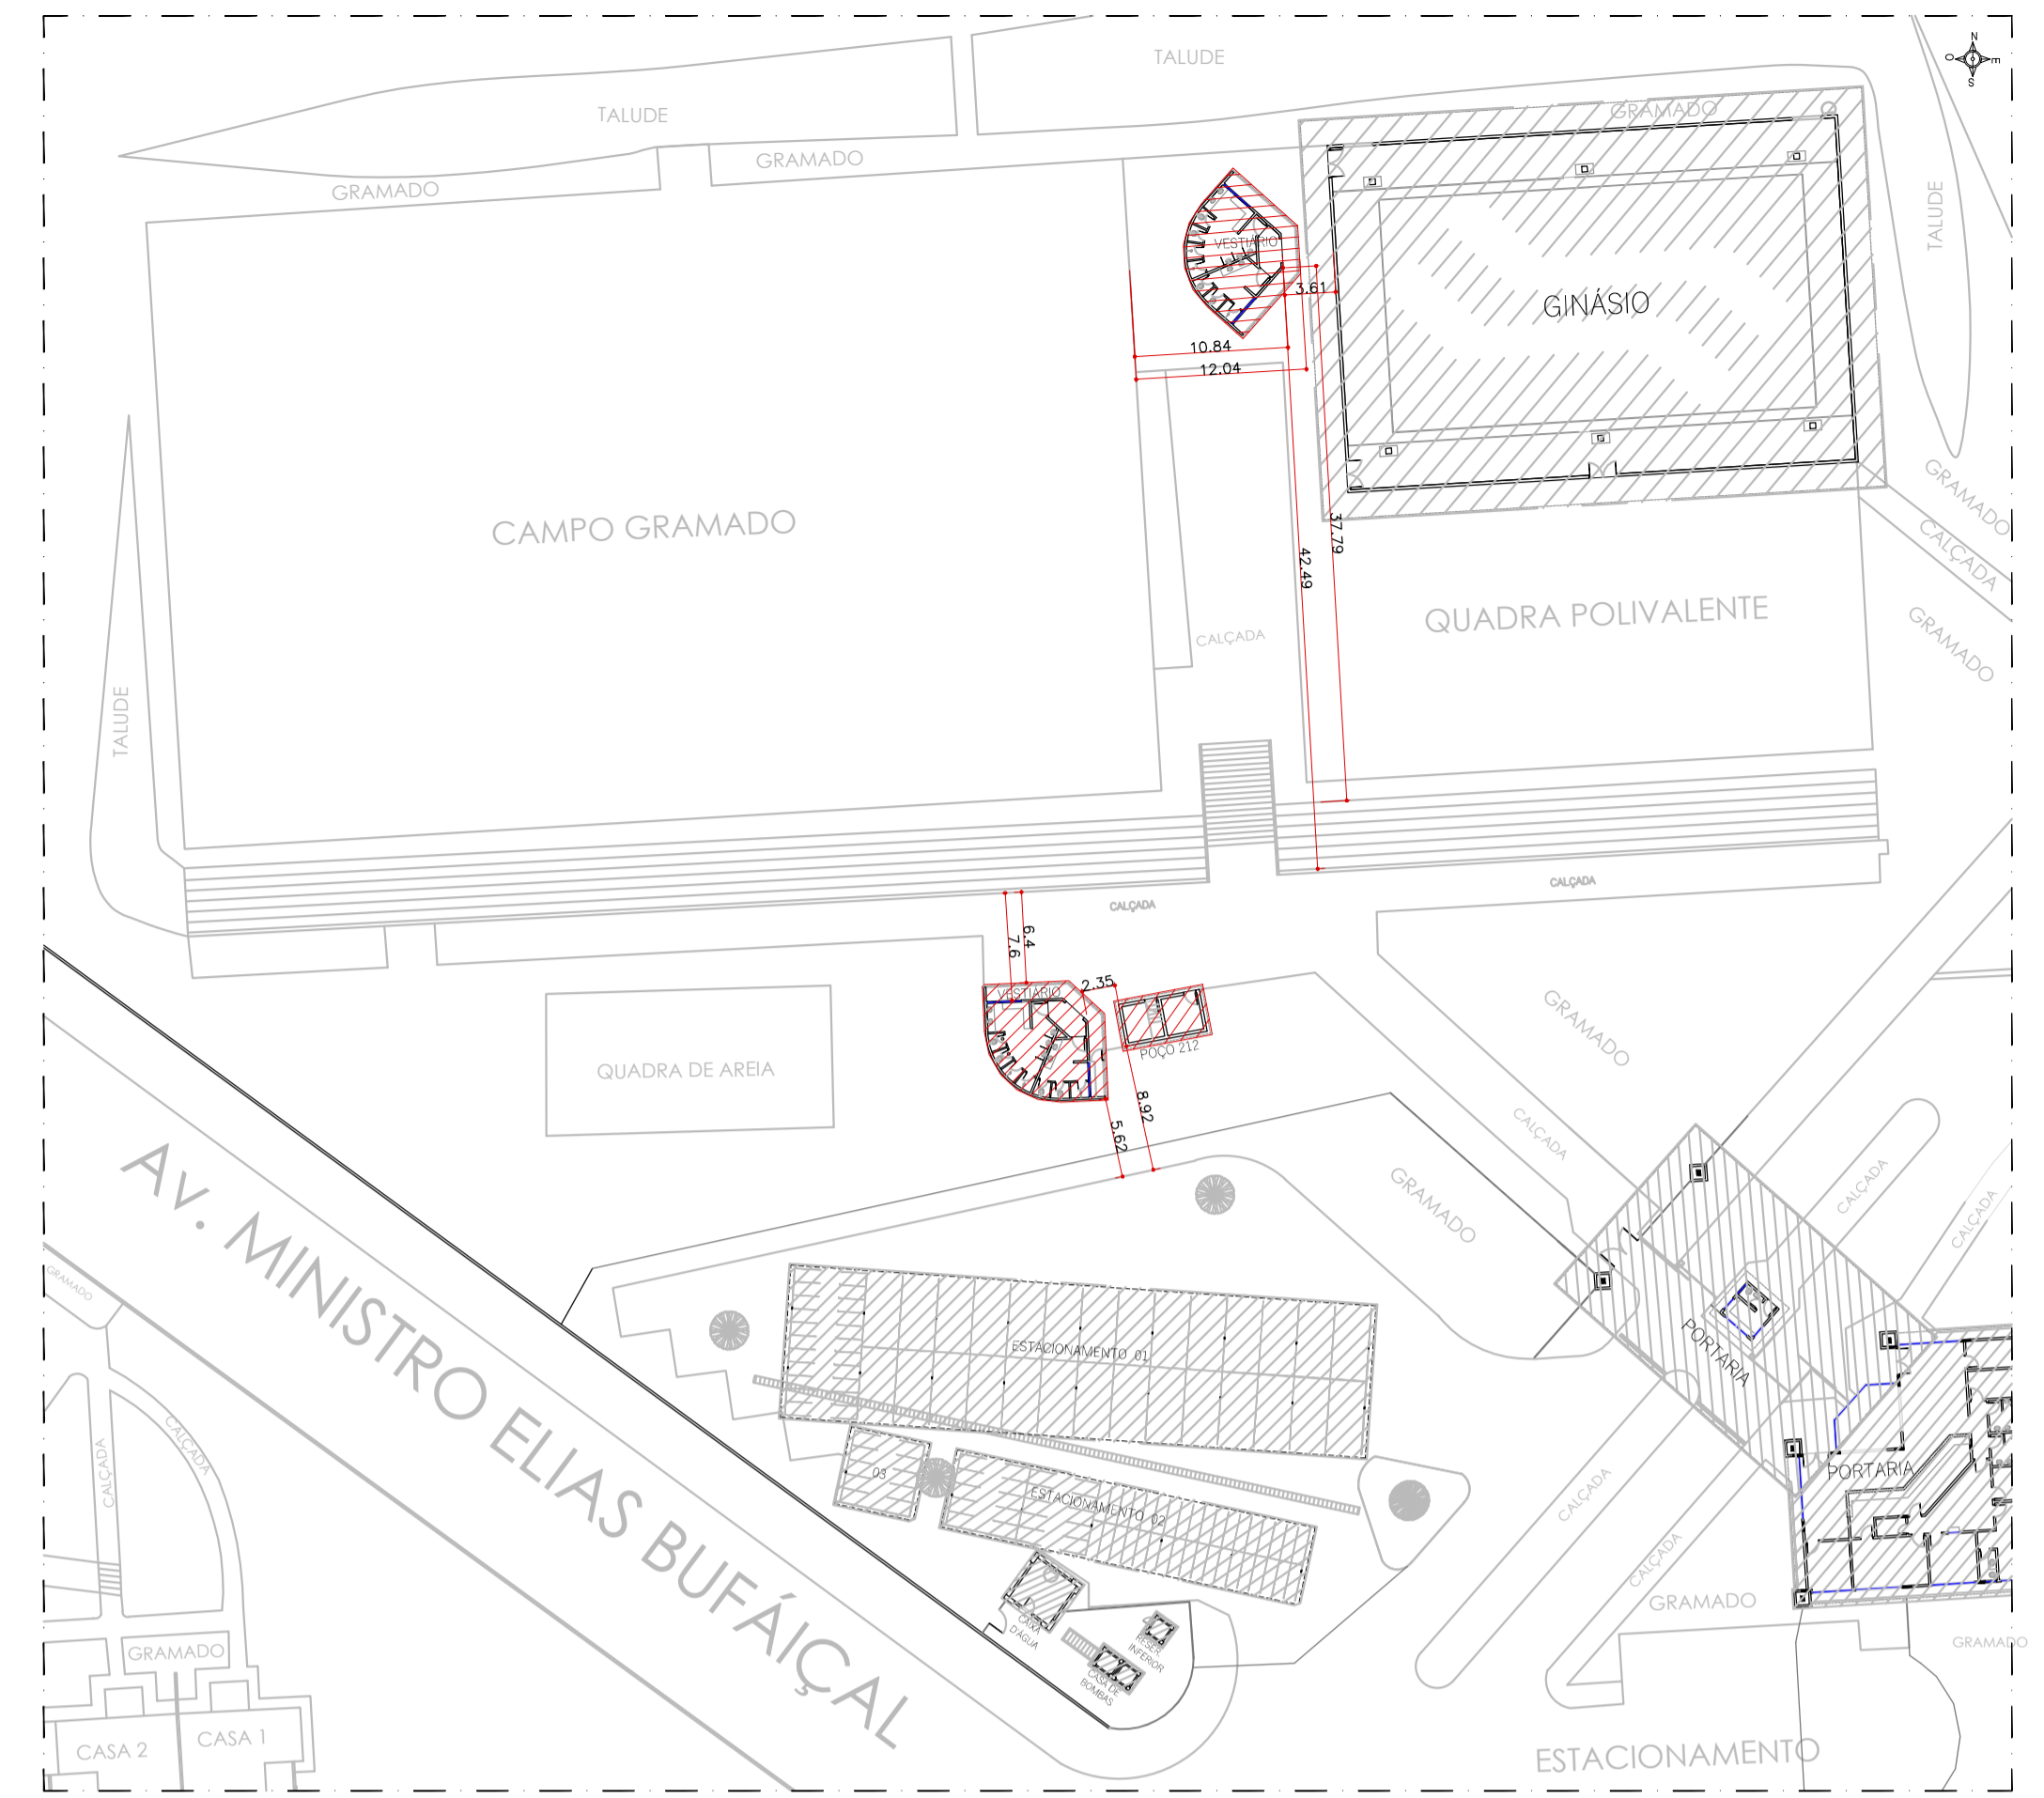 N
O
E
S
TALUDE
TALUDE
GRAMADO
GRAMADO
GRAMADO
TALUDE
VESTIÁRIO
3.61
GINÁSIO
10.84
12.04
GRAMADO
CALÇADA
CAMPO GRAMADO
37.79
42.49
QUADRA POLIVALENTE
GRAMADO
CALÇADA
TALUDE
CALÇADA
CALÇADA
6.4
7.6
2.35
VESTIÁRIO
POÇO 212
GRAMADO
QUADRA DE AREIA
8.92
5.62
CALÇADA
GRAMADO
CALÇADA
CALÇADA
AV. MINISTRO ELIAS BUFÁIÇAL
GRAMADO
ESTACIONAMENTO 01
PORTARIA
CALÇADA
CALÇADA
03
ESTACIONAMENTO 02
PORTARIA
CALÇADA
CALÇADA
CAIXA
D'ÁGUA
RESER.
INFERIOR
CASA DE
BOMBAS
GRAMADO
GRAMADO
GRAMADO
CASA 2
CASA 1
ESTACIONAMENTO